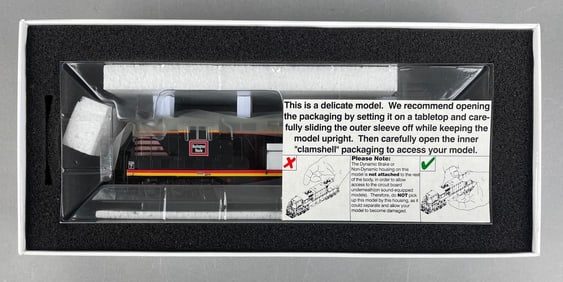 This is a delicate model. We recommend opening
the packaging by setting it on a tabletop and care-
fully sliding the outer sleeve off while keeping the
model upright. Then carefully open the inner
"clamshell" packaging to access your model.
Please Note:
The Dynamic Brake or
Non-Dynamic housing on this
model is not attached to the rest
of the body, in order to allow
access to the circuit board
underneath(on sound equipped
models). Therefore, do NOT pick
up this model by this housing, as it
could separate and allow your
model to become damaged.
Burlington
Route